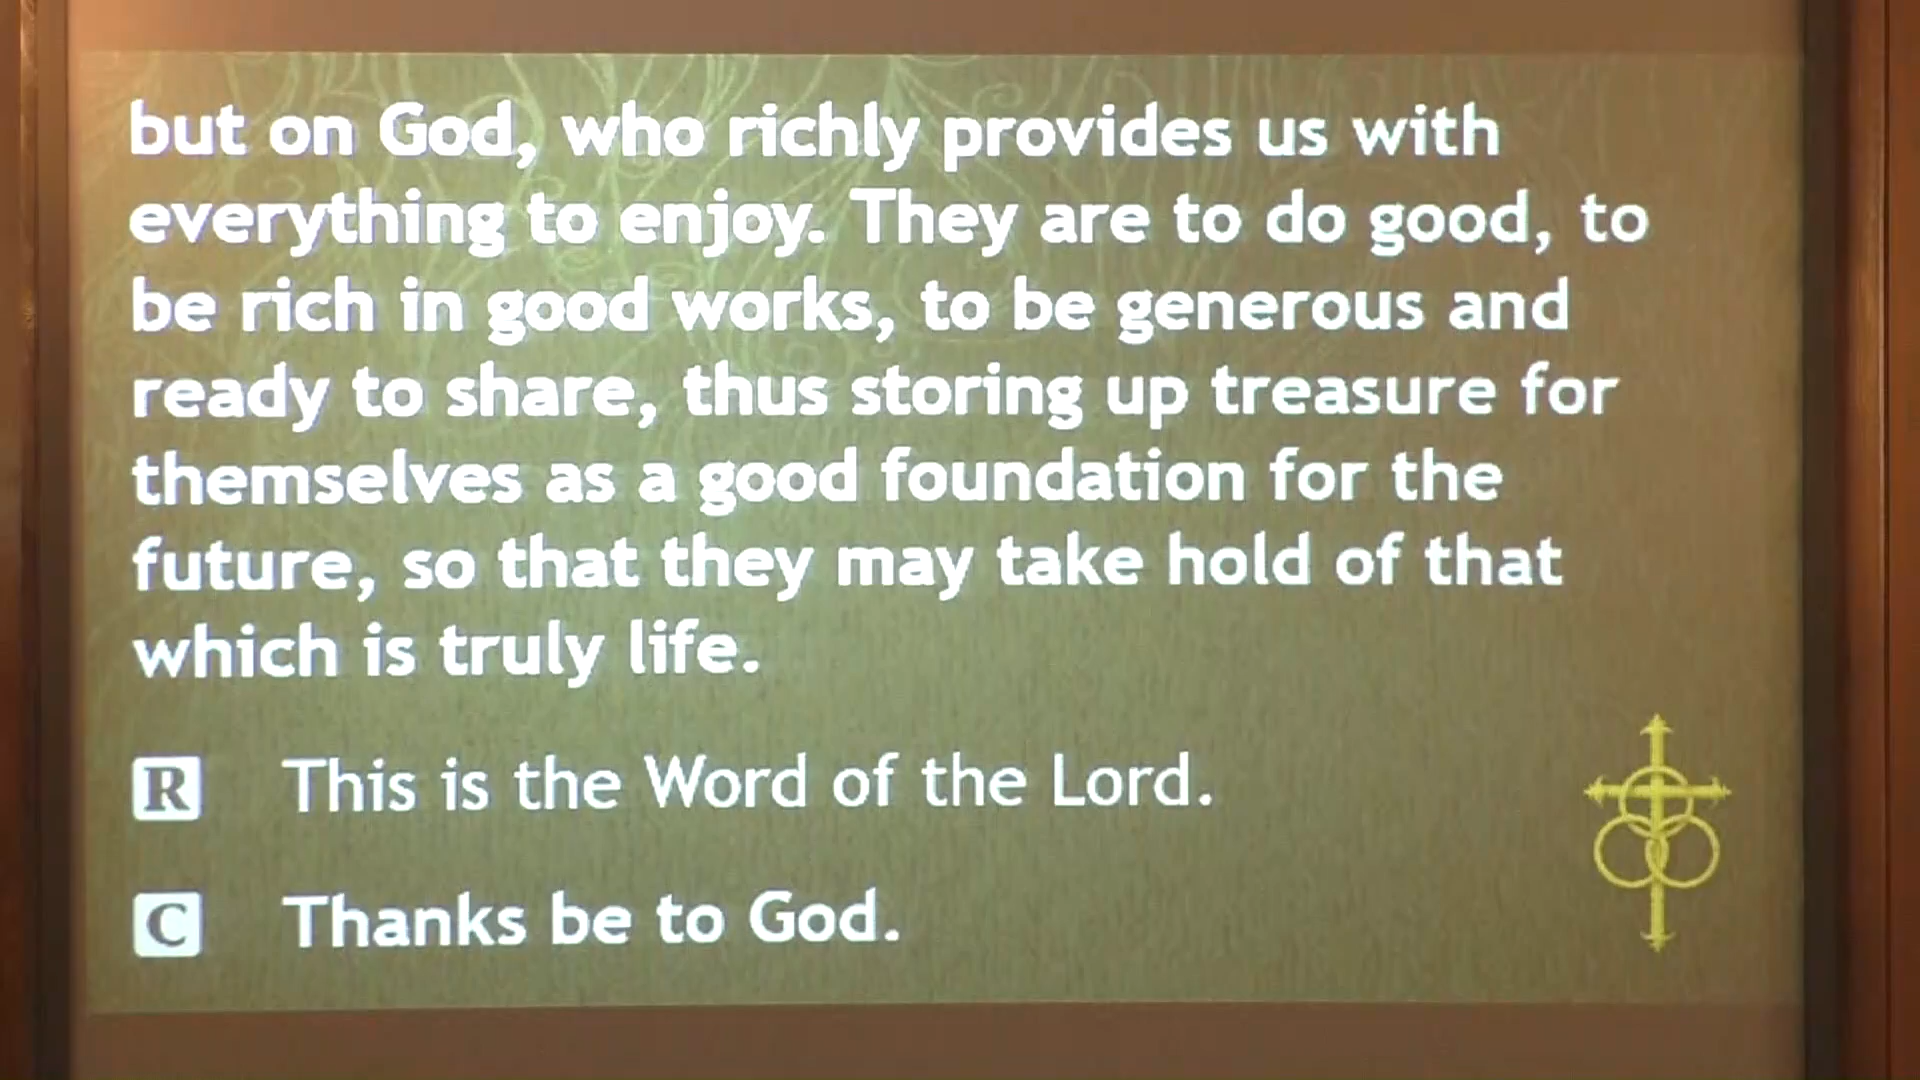 but on God, who richly provides us with
everything to enjoy. They are to do good, to
be rich in good works, to be generous and
ready to share, thus storing up treasure for
themselves as a good foundation for the
future, so that they may take hold of that
which is truly life.
R This is the Word of the Lord.
C Thanks be to God.